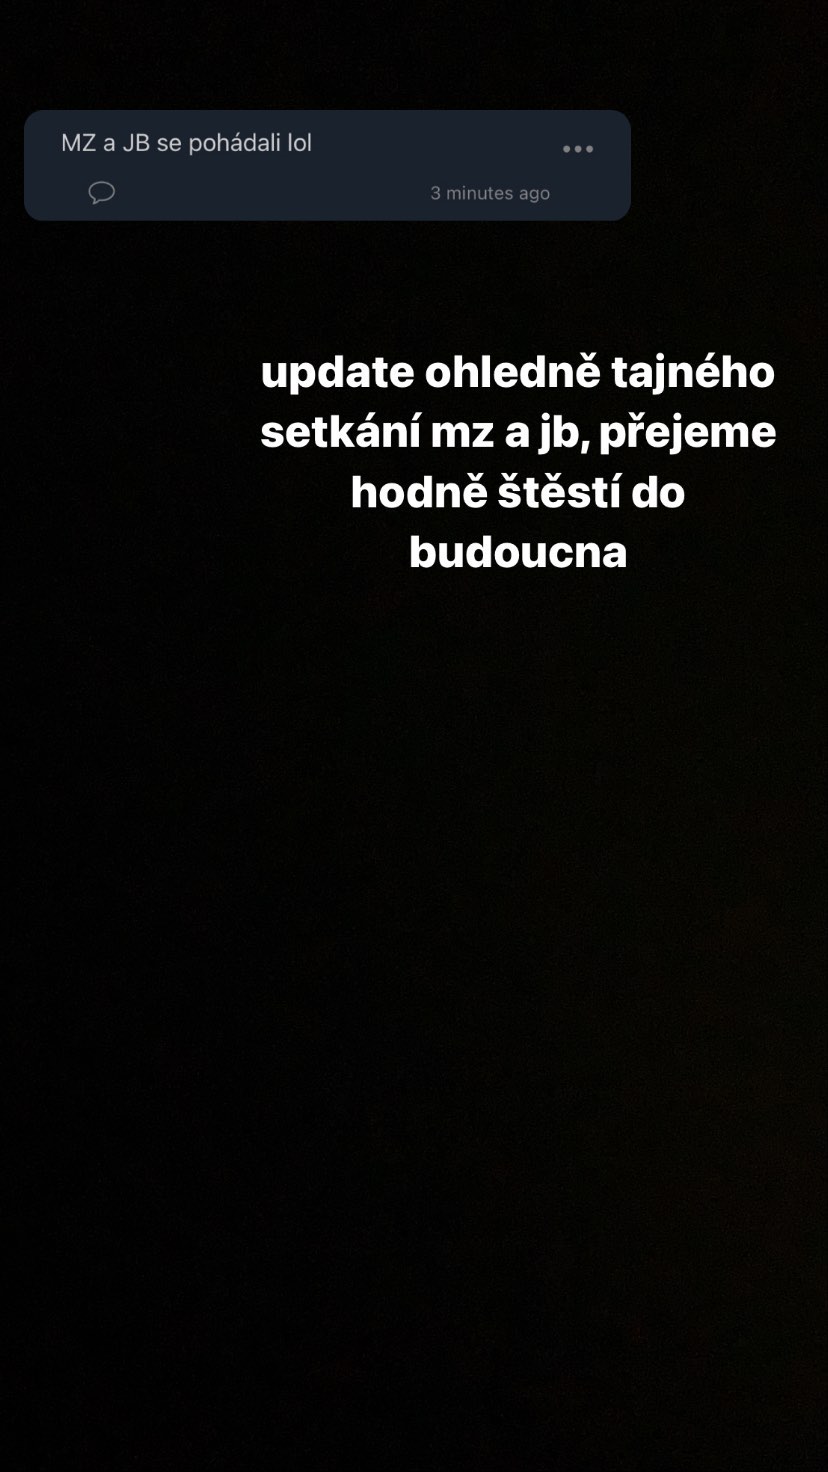 MZ a JB se pohádali lol
3 minutes ago
update ohledně tajného
setkání mz a jb, přejeme
hodně štěstí do
budoucna